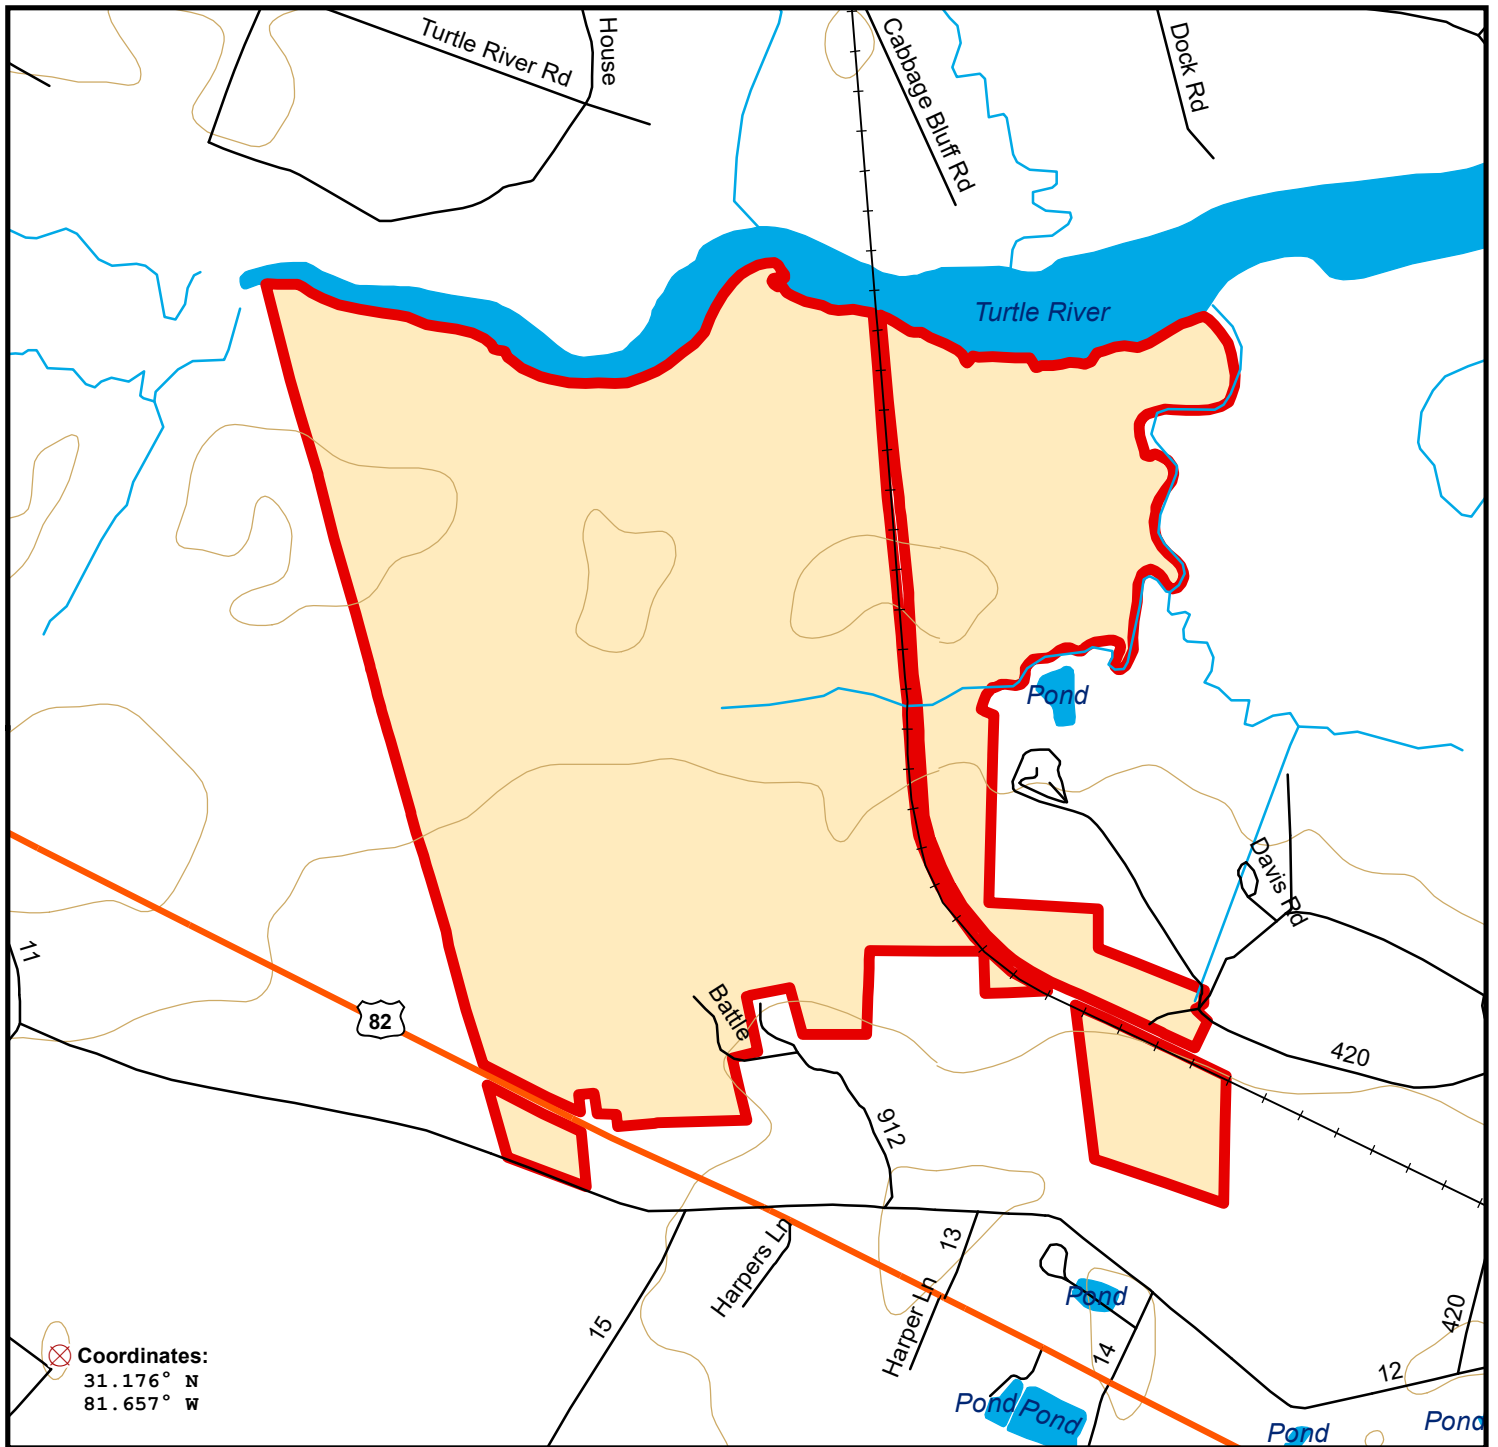 Turtle River Rd
House
Cabbage Bluff Rd
Dock Rd
Turtle River
Pond
Davis Rd
11
82
Battle
420
912
13
Harpers Ln
Harper Ln
Pond
15
14
420
12
Coordinates:
31.176° N
81.657° W
Pond
Pond
Pond
Pond